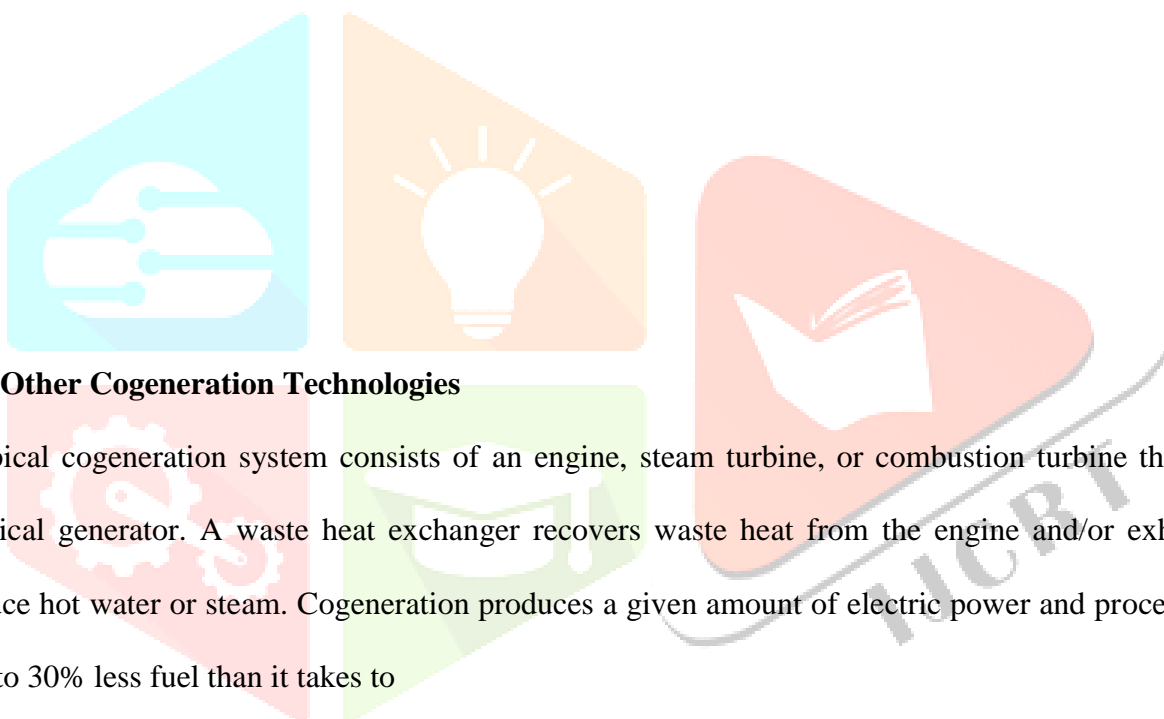 Other Cogeneration Technologies
pical cogeneration system consists of an engine, steam turbine, or combustion turbine th
ical generator. A waste heat exchanger recovers waste heat from the engine and/or exh
uce hot water or steam. Cogeneration produces a given amount of electric power and proce
to 30% less fuel than it takes to
IJCRT